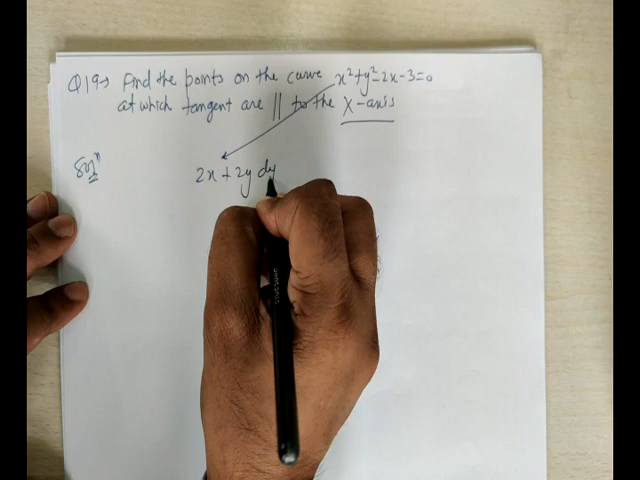 Q19→ Find the points on the curve x²+y²-2x-3=0
at which tangent are || to the X-axis
Solⁿ
2x + 2y dy